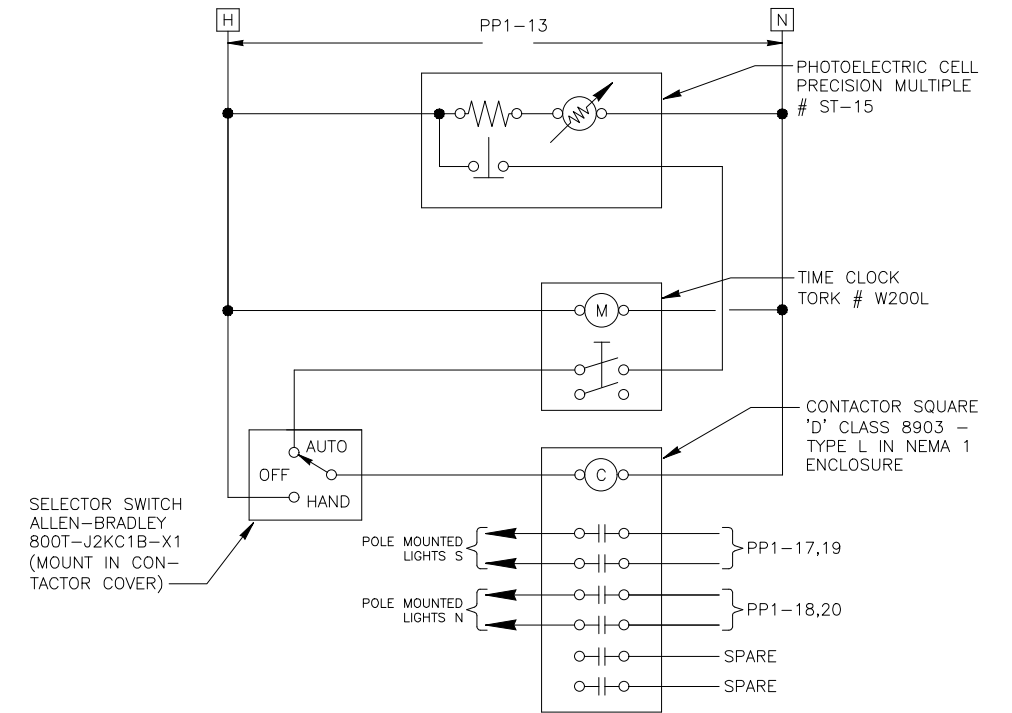 H
PP1-13
N
PHOTOELECTRIC CELL
PRECISION MULTIPLE
# ST-15
TIME CLOCK
TORK # W200L
M
CONTACTOR SQUARE
'D' CLASS 8903 -
TYPE L IN NEMA 1
ENCLOSURE
AUTO
OFF
HAND
C
SELECTOR SWITCH
ALLEN-BRADLEY
800T-J2KC1B-X1
(MOUNT IN CON-
TACTOR COVER)
POLE MOUNTED
LIGHTS S
PP1-17,19
POLE MOUNTED
LIGHTS N
PP1-18,20
SPARE
SPARE